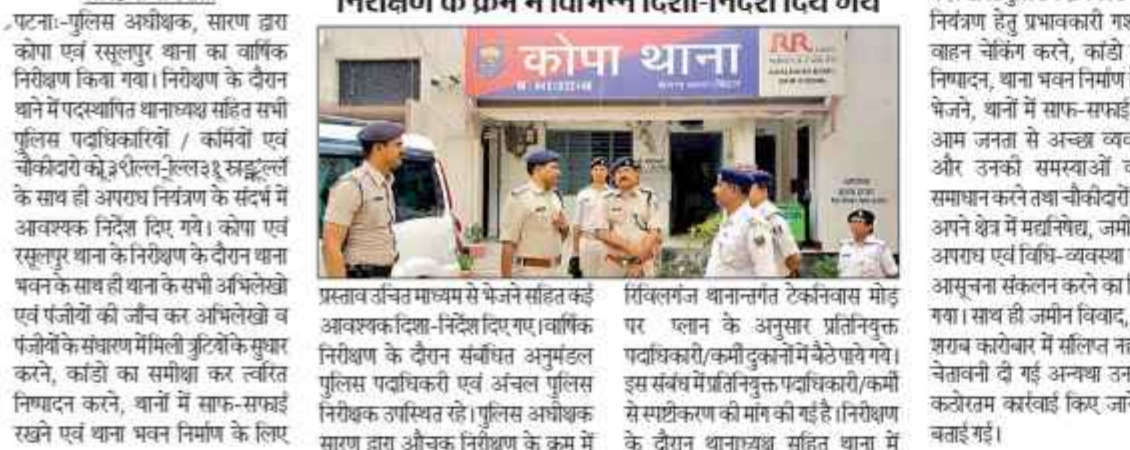 निरीक्षण के क्रम में विभिन्न दिशा-निर्देश दिये गये
पटनाः-पुलिस अधीक्षक, सारण द्वारा
कोपा एवं रसूलपुर थाना का वार्षिक
निरीक्षण किया गया। निरीक्षण के दौरान
थाने में पदस्थापित थानाध्यक्ष सहित सभी
पुलिस पदाधिकारियों / कर्मियों एवं
चौकीदारो को
के साथ ही अपराध नियंत्रण के संदर्भ में
आवश्यक निर्देश दिए गये। कोपा एवं
रसूलपुर थाना के निरीक्षण के दौरान थाना
भवन के साथ ही थाना के सभी अभिलेखो
एवं पंजीयों की जाँच कर अभिलेखो व
पंजीयों के संधारण में मिली त्रुटियों के सुधार
करने, कांडो का समीक्षा कर त्वरित
निष्पादन करने, थानों में साफ-सफाई
रखने एवं थाना भवन निर्माण के लिए
कोपा थाना
RR
प्रस्ताव उचित माध्यम से भेजने सहित कई
आवश्यक दिशा-निर्देश दिए गए। वार्षिक
निरीक्षण के दौरान संबंधित अनुमंडल
पुलिस पदाधिकरी एवं अंचल पुलिस
निरीक्षक उपस्थित रहे। पुलिस अधीक्षक
सारण द्वारा औचक निरीक्षण के क्रम में
रिविलगंज थानान्तर्गत टेकनिवास मोड़
पर प्लान के अनुसार प्रतिनियुक्त
पदाधिकारी/कर्मी दुकानों में बैठे पाये गये।
इस संबंध में प्रतिनियुक्त पदाधिकारी/कर्मी
से स्पष्टीकरण की मांग की गई है। निरीक्षण
के दौरान थानाध्यक्ष सहित थाना में
नियंत्रण हेतु प्रभावकारी
वाहन चेकिंग करने, कांडो
निष्पादन, थाना भवन निर्माण
भेजने, थानों में साफ-सफाई
आम जनता से अच्छा
और उनकी समस्याओं
समाधान करने तथा चौकीदारों
अपने क्षेत्र में मद्यनिषेध,
अपराध एवं विधि-व्यवस्था
आसूचना संकलन करने का
गया। साथ ही जमीन विवाद,
शराब कारोबार में संलिप्त
चेतावनी दी गई अन्यथा
कठोरतम कार्रवाई किए
बताई गई।